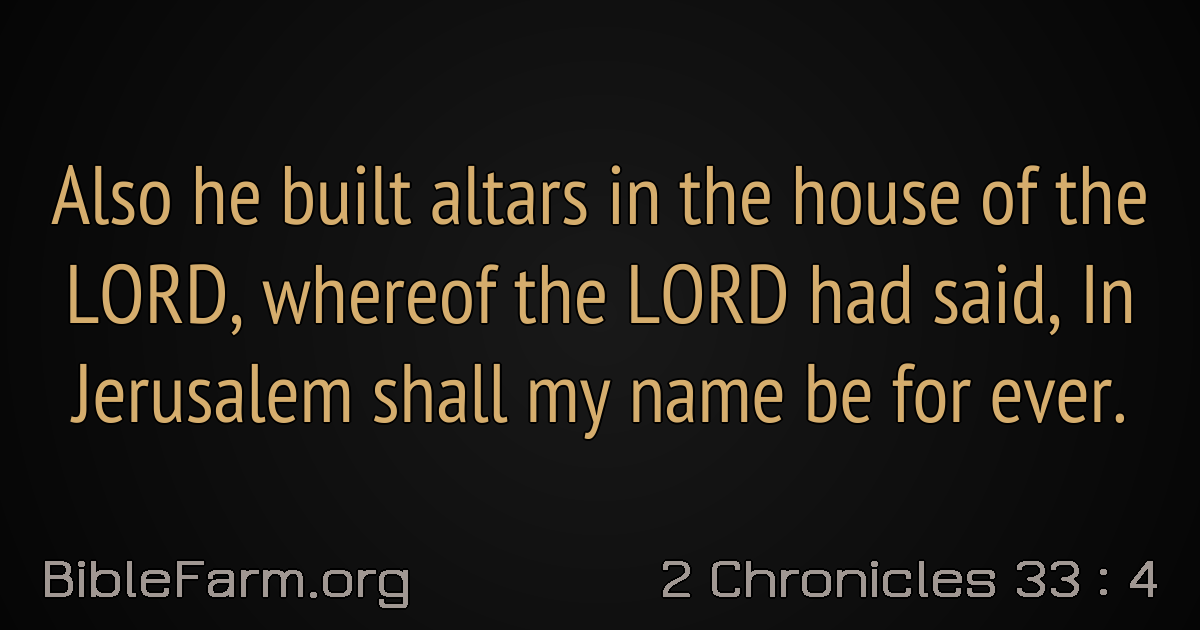 Also he built altars in the house of the
LORD, whereof the LORD had said, In
Jerusalem shall my name be for ever.
BibleFarm.org
2 Chronicles 33 : 4